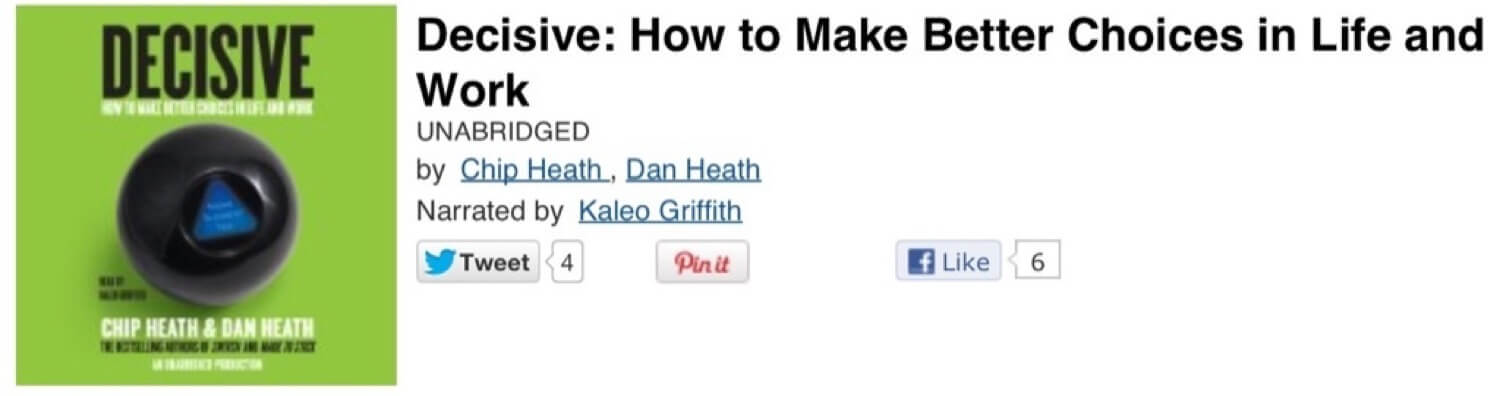 DECISIVE
HOW TO MAKE BETTER CHOICES IN LIFE AND WORK
READ BY
KALEO GRIFFITH
CHIP HEATH & DAN HEATH
THE BESTSELLING AUTHORS OF SWITCH AND MADE TO STICK
AN UNABRIDGED PRODUCTION
Decisive: How to Make Better Choices in Life and
Work
UNABRIDGED
by Chip Heath , Dan Heath
Narrated by Kaleo Griffith
Tweet 4 Pin it Like 6